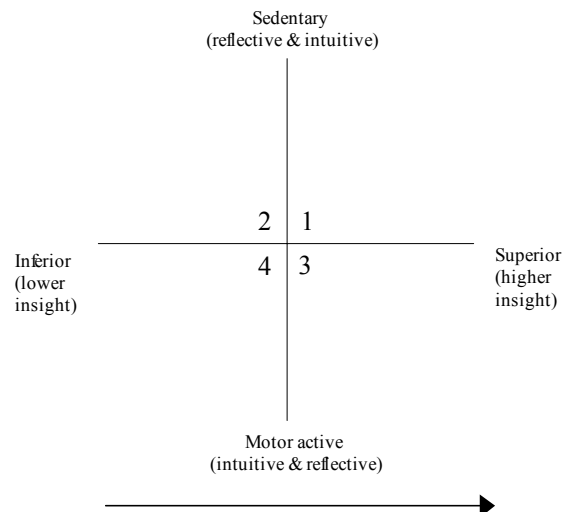 Sedentary
(reflective & intuitive)
2 1
Inferior
(lower
insight)
4 3
Superior
(higher
insight)
Motor active
(intuitive & reflective)